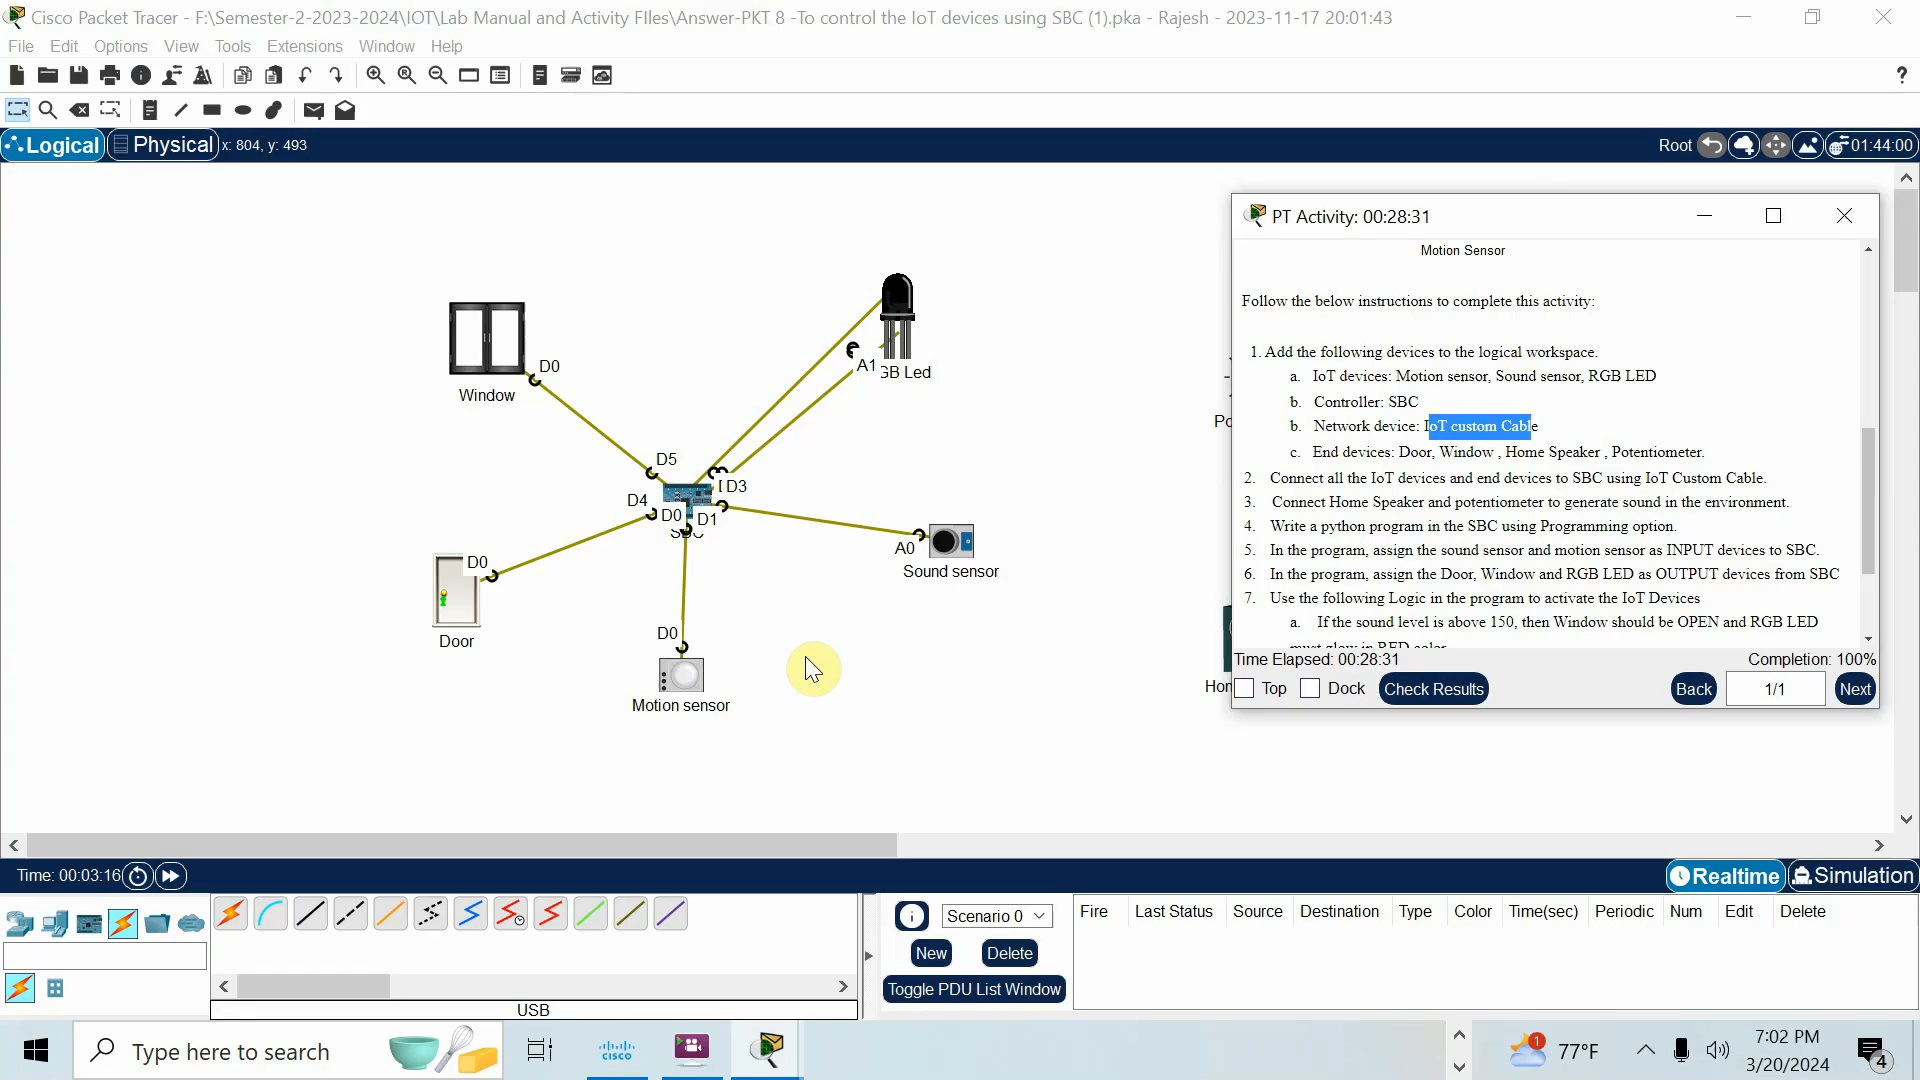 Cisco Packet Tracer - F:\Semester-2-2023-2024\IOT\Lab Manual and Activity FIles\Answer-PKT 8 -To control the IoT devices using SBC (1).pka - Rajesh - 2023-11-17 20:01:43
File Edit Options View Tools Extensions Window Help
?
Logical Physical x: 804, y: 493 Root 01:44:00
PT Activity: 00:28:31
Motion Sensor
Follow the below instructions to complete this activity:
1. Add the following devices to the logical workspace.
a. IoT devices: Motion sensor, Sound sensor, RGB LED
b. Controller: SBC
b. Network device: IoT custom Cable
c. End devices: Door, Window , Home Speaker , Potentiometer.
2. Connect all the IoT devices and end devices to SBC using IoT Custom Cable.
3. Connect Home Speaker and potentiometer to generate sound in the environment.
4. Write a python program in the SBC using Programming option.
5. In the program, assign the sound sensor and motion sensor as INPUT devices to SBC.
6. In the program, assign the Door, Window and RGB LED as OUTPUT devices from SBC
7. Use the following Logic in the program to activate the IoT Devices
a. If the sound level is above 150, then Window should be OPEN and RGB LED
must glow in RED color
Time Elapsed: 00:28:31 Completion: 100%
Top Dock Check Results Back 1/1 Next
D0
Window
A1 GB Led
Po
D5
D3
D4
D0 D1
SBC
D0
Door
A0
Sound sensor
D0
Motion sensor
Hom
Time: 00:03:16 Realtime Simulation
Scenario 0
New Delete
Toggle PDU List Window
Fire Last Status Source Destination Type Color Time(sec) Periodic Num Edit Delete
USB
Type here to search
cisco
1
77°F
7:02 PM
3/20/2024
4